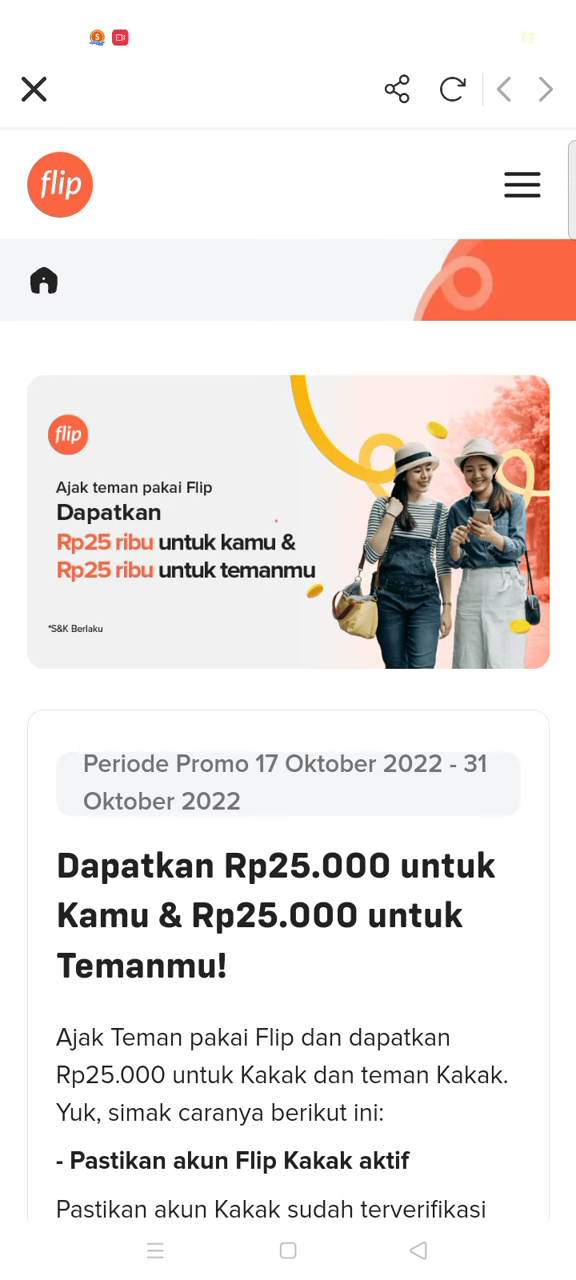 flip
flip
Ajak teman pakai Flip
Dapatkan
Rp25 ribu untuk kamu &
Rp25 ribu untuk temanmu
*S&K Berlaku
Periode Promo 17 Oktober 2022 - 31
Oktober 2022
Dapatkan Rp25.000 untuk
Kamu & Rp25.000 untuk
Temanmu!
Ajak Teman pakai Flip dan dapatkan
Rp25.000 untuk Kakak dan teman Kakak.
Yuk, simak caranya berikut ini:
- Pastikan akun Flip Kakak aktif
Pastikan akun Kakak sudah terverifikasi